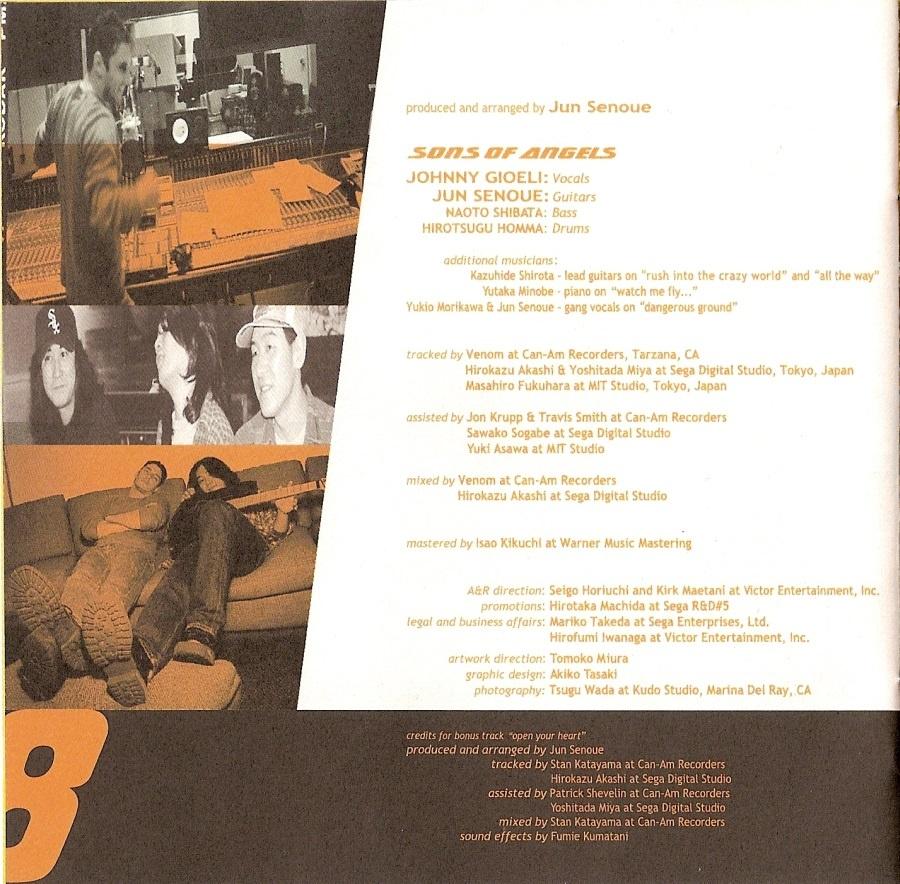 KODAK PM
produced and arranged by Jun Senoue
SONS OF ANGELS
JOHNNY GIOELI: Vocals
JUN SENOUE: Guitars
NAOTO SHIBATA: Bass
HIROTSUGU HOMMA: Drums
additional musicians:
Kazuhide Shirota - lead guitars on "rush into the crazy world" and "all the way"
Yutaka Minobe - piano on "watch me fly..."
Yukio Morikawa & Jun Senoue - gang vocals on "dangerous ground"
tracked by Venom at Can-Am Recorders, Tarzana, CA
Hirokazu Akashi & Yoshitada Miya at Sega Digital Studio, Tokyo, Japan
Masahiro Fukuhara at MIT Studio, Tokyo, Japan
assisted by Jon Krupp & Travis Smith at Can-Am Recorders
Sawako Sogabe at Sega Digital Studio
Yuki Asawa at MIT Studio
mixed by Venom at Can-Am Recorders
Hirokazu Akashi at Sega Digital Studio
mastered by Isao Kikuchi at Warner Music Mastering
A&R direction: Seigo Horiuchi and Kirk Maetani at Victor Entertainment, Inc.
promotions: Hirotaka Machida at Sega R&D#5
legal and business affairs: Mariko Takeda at Sega Enterprises, Ltd.
Hirofumi Iwanaga at Victor Entertainment, Inc.
artwork direction: Tomoko Miura
graphic design: Akiko Tasaki
photography: Tsugu Wada at Kudo Studio, Marina Del Ray, CA
8
credits for bonus track "open your heart"
produced and arranged by Jun Senoue
tracked by Stan Katayama at Can-Am Recorders
Hirokazu Akashi at Sega Digital Studio
assisted by Patrick Shevelin at Can-Am Recorders
Yoshitada Miya at Sega Digital Studio
mixed by Stan Katayama at Can-Am Recorders
sound effects by Fumie Kumatani